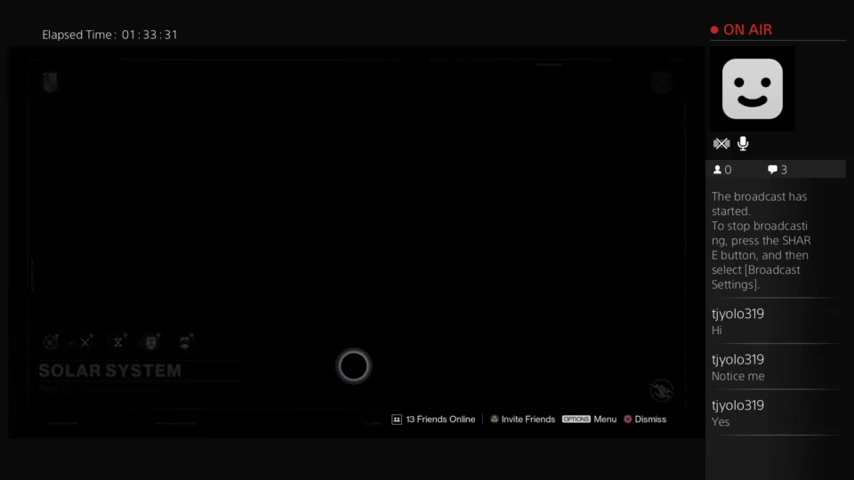 Elapsed Time: 01:33:31
ON AIR
0 3
The broadcast has
started.
To stop broadcasti
ng, press the SHAR
E button, and then
select [Broadcast
Settings].
tjyolo319
Hi
tjyolo319
Notice me
tjyolo319
Yes
SOLAR SYSTEM
13 Friends Online Invite Friends OPTIONS Menu Dismiss